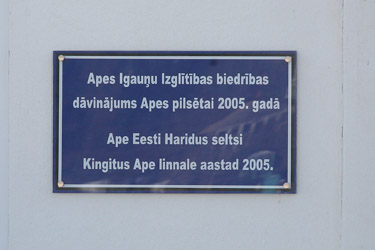 Apes Igauņu Izglītības biedrības
dāvinājums Apes pilsētai 2005. gadā
Ape Eesti Haridus seltsi
Kingitus Ape linnale aastad 2005.